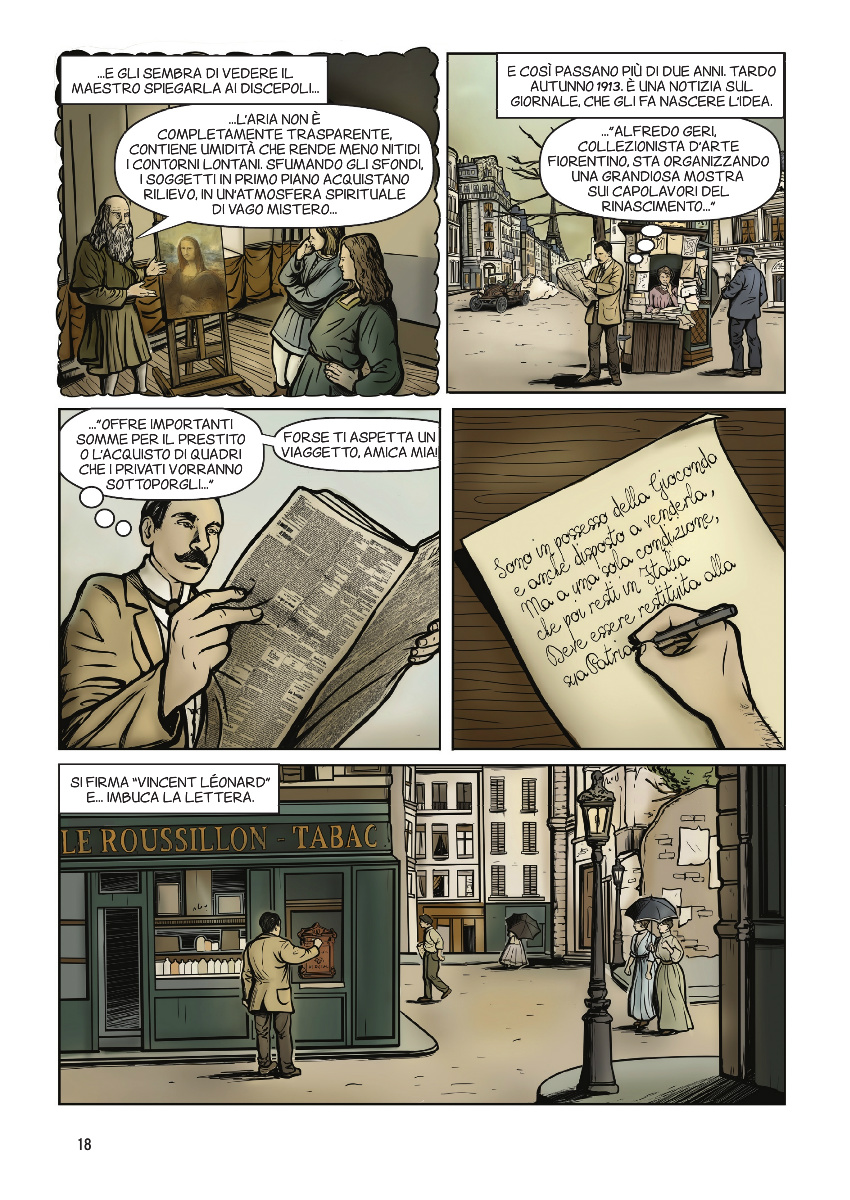 ...E GLI SEMBRA DI VEDERE IL
MAESTRO SPIEGARLA AI DISCEPOLI...
...L'ARIA NON È
COMPLETAMENTE TRASPARENTE,
CONTIENE UMIDITÀ CHE RENDE MENO NITIDI
I CONTORNI LONTANI. SFUMANDO GLI SFONDI,
I SOGGETTI IN PRIMO PIANO ACQUISTANO
RILIEVO, IN UN'ATMOSFERA SPIRITUALE
DI VAGO MISTERO...
E COSÌ PASSANO PIÙ DI DUE ANNI. TARDO
AUTUNNO 1913. È UNA NOTIZIA SUL
GIORNALE, CHE GLI FA NASCERE L'IDEA.
..."ALFREDO GERI,
COLLEZIONISTA D'ARTE
FIORENTINO, STA ORGANIZZANDO
UNA GRANDIOSA MOSTRA
SUI CAPOLAVORI DEL
RINASCIMENTO..."
..."OFFRE IMPORTANTI
SOMME PER IL PRESTITO
O L'ACQUISTO DI QUADRI
CHE I PRIVATI VORRANNO
SOTTOPORGLI..."
FORSE TI ASPETTA UN
VIAGGETTO, AMICA MIA!
Sono in possesso della Gioconda
e anche disposto a venderla,
Ma a una sola condizione,
che poi resti in Italia
Deve essere restituita alla
sua Patria
SI FIRMA "VINCENT LÉONARD"
E... IMBUCA LA LETTERA.
LE ROUSSILLON - TABAC
18